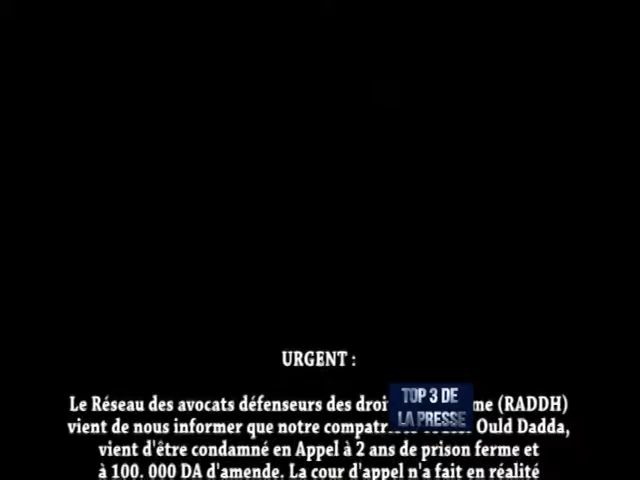 URGENT :
Le Réseau des avocats défenseurs des droi me (RADDH)
TOP 3 DE
LA PRESSE
vient de nous informer que notre compatr Ould Dadda,
vient d'être condamné en Appel à 2 ans de prison ferme et
à 100. 000 DA d'amende. La cour d'appel n'a fait en réalité